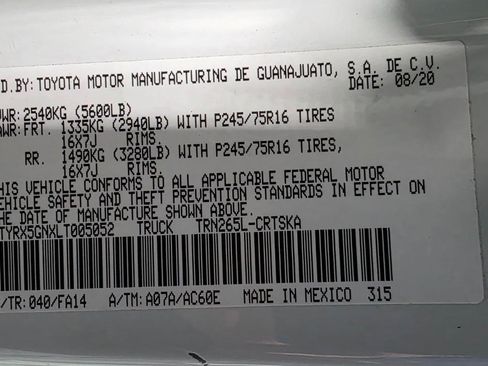 D.BY: TOYOTA MOTOR MANUFACTURING DE GUANAJUATO, S.A. DE C.V.
DATE: 08/20
WR: 2540KG (5600LB)
AWR: FRT. 1335KG (2940LB) WITH P245/75R16 TIRES
16X7J RIMS.
RR. 1490KG (3280LB) WITH P245/75R16 TIRES,
16X7J RIMS.
THIS VEHICLE CONFORMS TO ALL APPLICABLE FEDERAL MOTOR
VEHICLE SAFETY AND THEFT PREVENTION STANDARDS IN EFFECT ON
THE DATE OF MANUFACTURE SHOWN ABOVE.
TYRX5GNXLT005052 TRUCK TRN265L-CRTSKA
/TR: 040/FA14 A/TM: A07A/AC60E MADE IN MEXICO 315